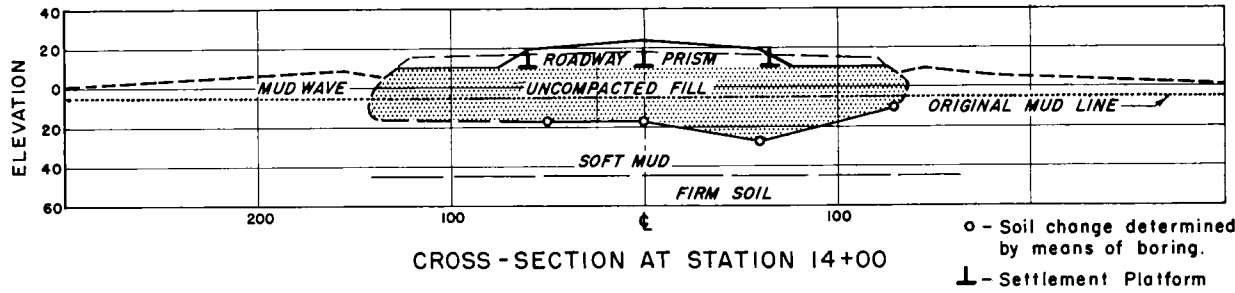 40
20
0
20
40
60
ELEVATION
ROADWAY PRISM
MUD WAVE
UNCOMPACTED FILL
ORIGINAL MUD LINE
SOFT MUD
FIRM SOIL
200
100
℄
100
CROSS-SECTION AT STATION 14+00
o - Soil change determined
by means of boring.
⊥ - Settlement Platform